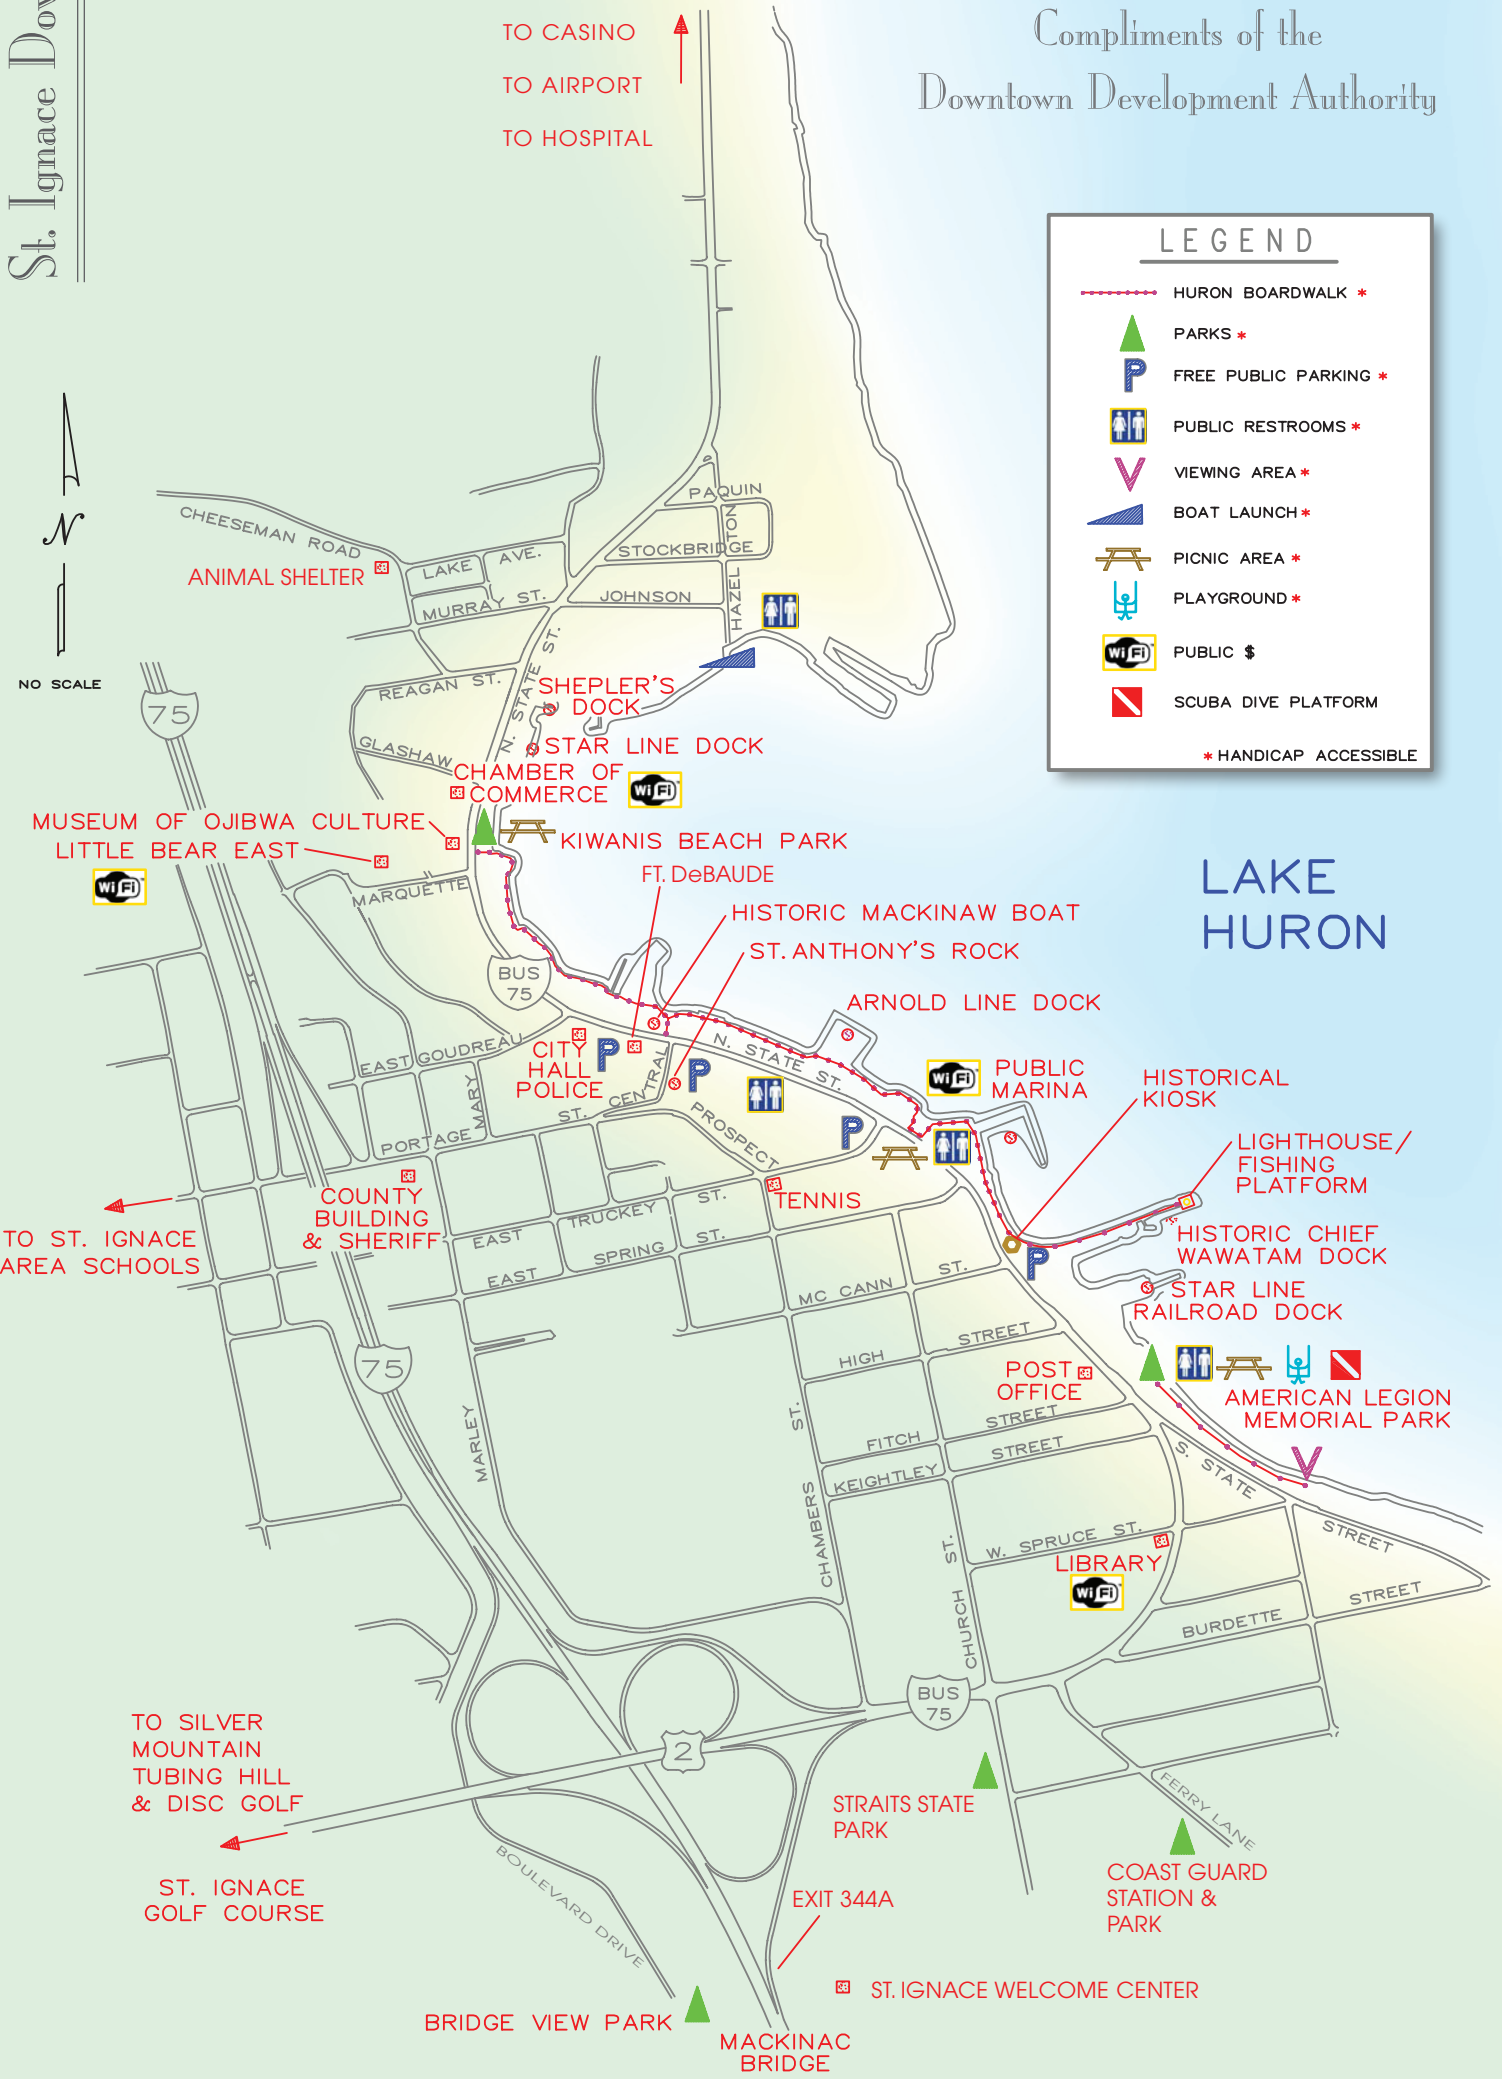 St. Ignace
TO CASINO
TO AIRPORT
TO HOSPITAL
Compliments of the
Downtown Development Authority
LEGEND
HURON BOARDWALK *
PARKS *
P FREE PUBLIC PARKING *
PUBLIC RESTROOMS *
V VIEWING AREA *
BOAT LAUNCH *
PICNIC AREA *
PLAYGROUND *
WiFi PUBLIC $
SCUBA DIVE PLATFORM
* HANDICAP ACCESSIBLE
N
NO SCALE
CHEESEMAN ROAD
ANIMAL SHELTER
LAKE AVE.
MURRAY ST.
PAQUIN
STOCKBRIDGE
HAZELTON
JOHNSON
REAGAN ST.
N. STATE ST.
GLASHAW
SHEPLER'S
DOCK
STAR LINE DOCK
CHAMBER OF
COMMERCE
WiFi
75
MUSEUM OF OJIBWA CULTURE
LITTLE BEAR EAST
WiFi
KIWANIS BEACH PARK
MARQUETTE
FT. DeBAUDE
HISTORIC MACKINAW BOAT
ST. ANTHONY'S ROCK
LAKE
HURON
BUS
75
ARNOLD LINE DOCK
EAST GOUDREAU
CITY
HALL
POLICE
P
P
N. STATE ST.
WiFi
PUBLIC
MARINA
HISTORICAL
KIOSK
MARY
ST. CENTRAL
PROSPECT
P
PORTAGE
LIGHTHOUSE/
FISHING
PLATFORM
COUNTY
BUILDING
& SHERIFF
TENNIS
EAST TRUCKEY ST.
EAST SPRING ST.
TO ST. IGNACE
AREA SCHOOLS
HISTORIC CHIEF
WAWATAM DOCK
P
STAR LINE
RAILROAD DOCK
MC CANN ST.
HIGH STREET
75
POST
OFFICE
AMERICAN LEGION
MEMORIAL PARK
V
MARLEY
CHAMBERS ST.
FITCH STREET
KEIGHTLEY STREET
S. STATE STREET
W. SPRUCE ST.
LIBRARY
WiFi
CHURCH ST.
BURDETTE STREET
BUS
75
2
TO SILVER
MOUNTAIN
TUBING HILL
& DISC GOLF
ST. IGNACE
GOLF COURSE
STRAITS STATE
PARK
FERRY LANE
COAST GUARD
STATION &
PARK
BOULEVARD DRIVE
EXIT 344A
ST. IGNACE WELCOME CENTER
BRIDGE VIEW PARK
MACKINAC
BRIDGE